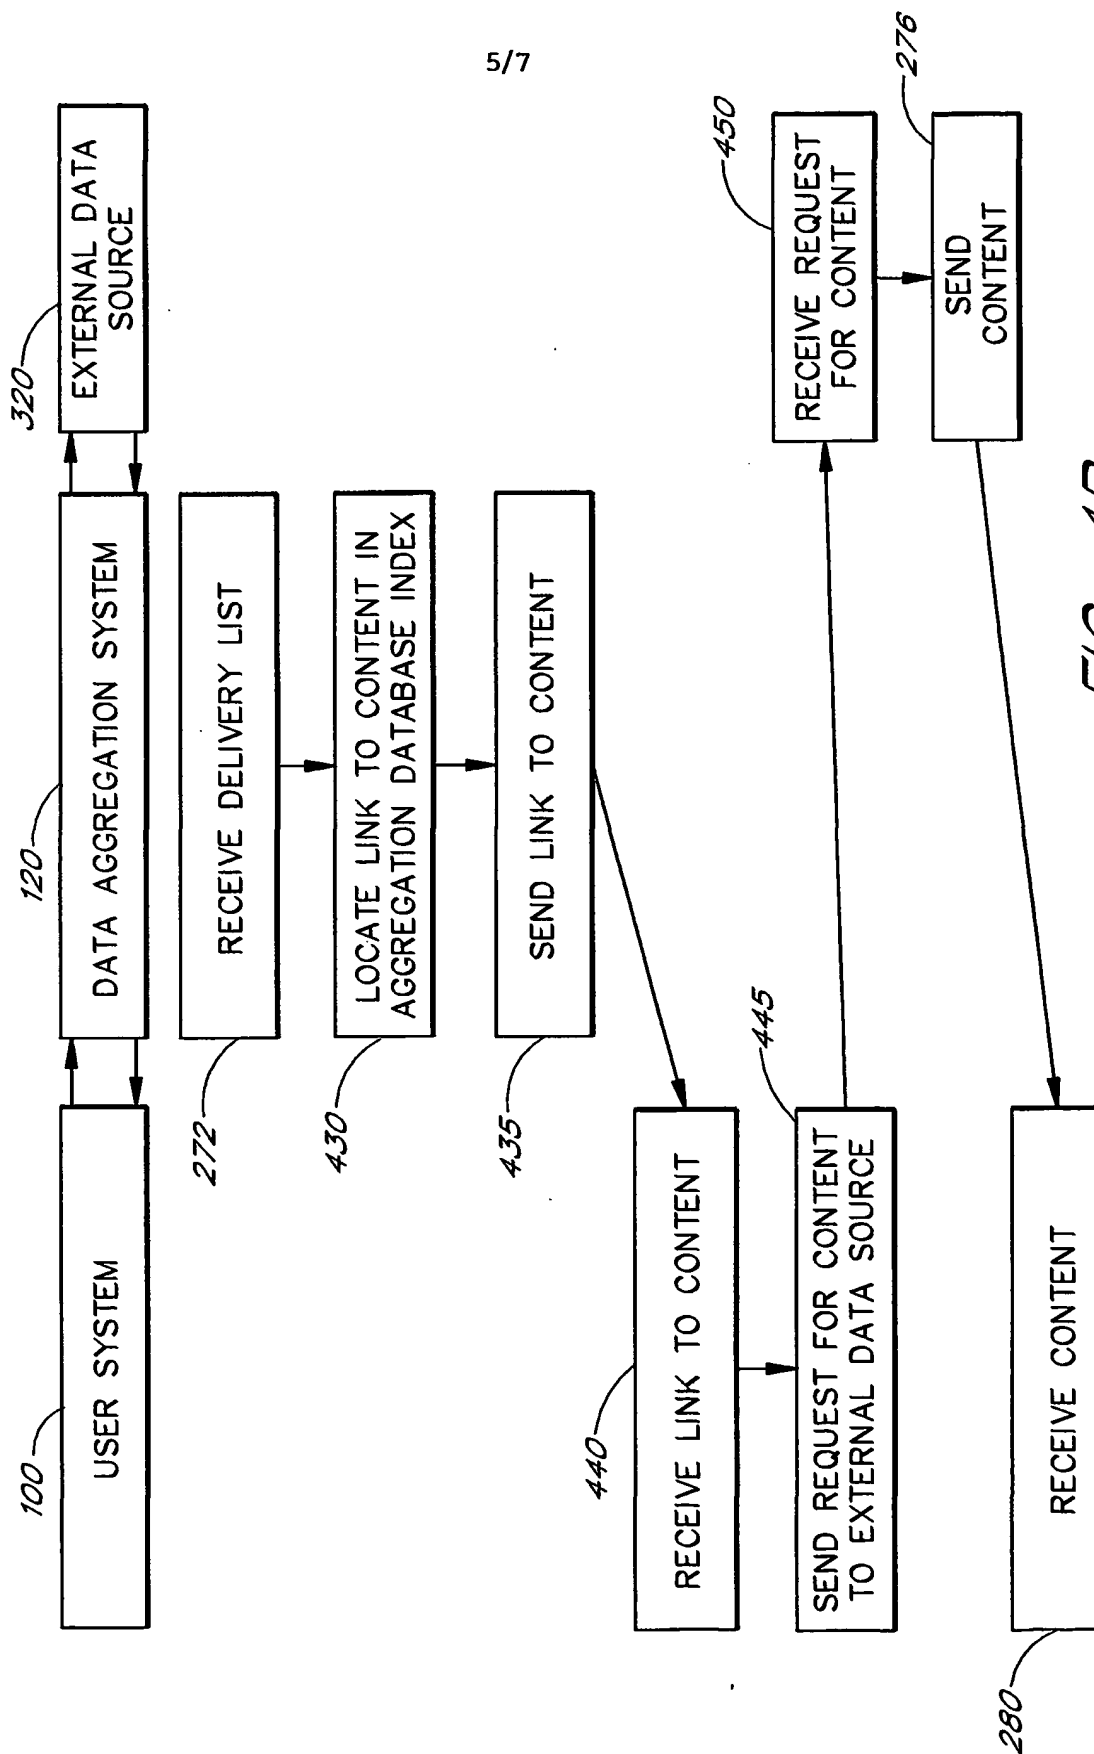 5/7
100
USER SYSTEM
120
DATA AGGREGATION SYSTEM
320
EXTERNAL DATA
SOURCE
272
RECEIVE DELIVERY LIST
430
LOCATE LINK TO CONTENT IN
AGGREGATION DATABASE INDEX
435
SEND LINK TO CONTENT
440
RECEIVE LINK TO CONTENT
445
SEND REQUEST FOR CONTENT
TO EXTERNAL DATA SOURCE
450
RECEIVE REQUEST
FOR CONTENT
276
SEND
CONTENT
280
RECEIVE CONTENT